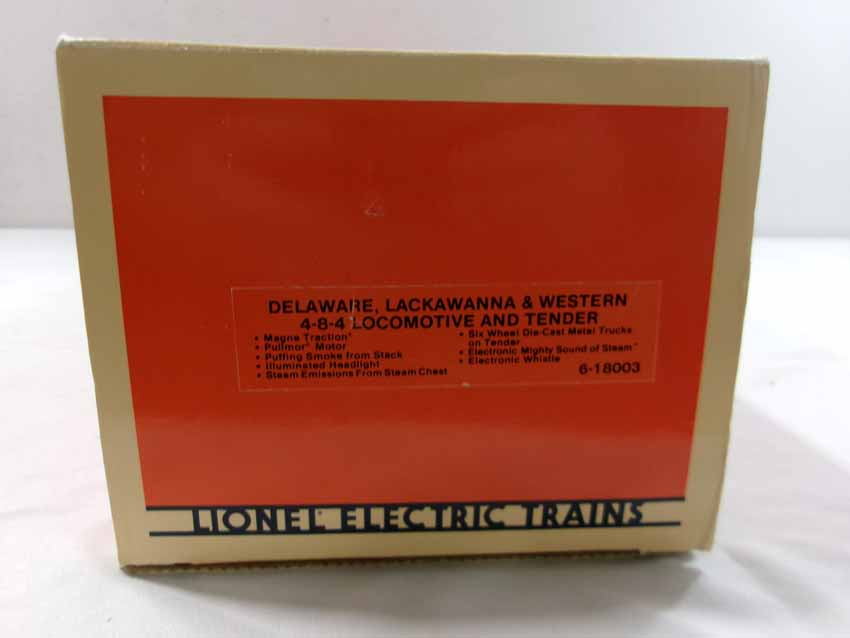 DELAWARE, LACKAWANNA & WESTERN
4-8-4 LOCOMOTIVE AND TENDER
• Magne Traction®
• Pullmor® Motor
• Puffing Smoke from Stack
• Illuminated Headlight
• Steam Emissions From Steam Chest
• Six Wheel Die-Cast Metal Trucks
on Tender
• Electronic Mighty Sound of Steam™
• Electronic Whistle
6-18003
LIONEL® ELECTRIC TRAINS